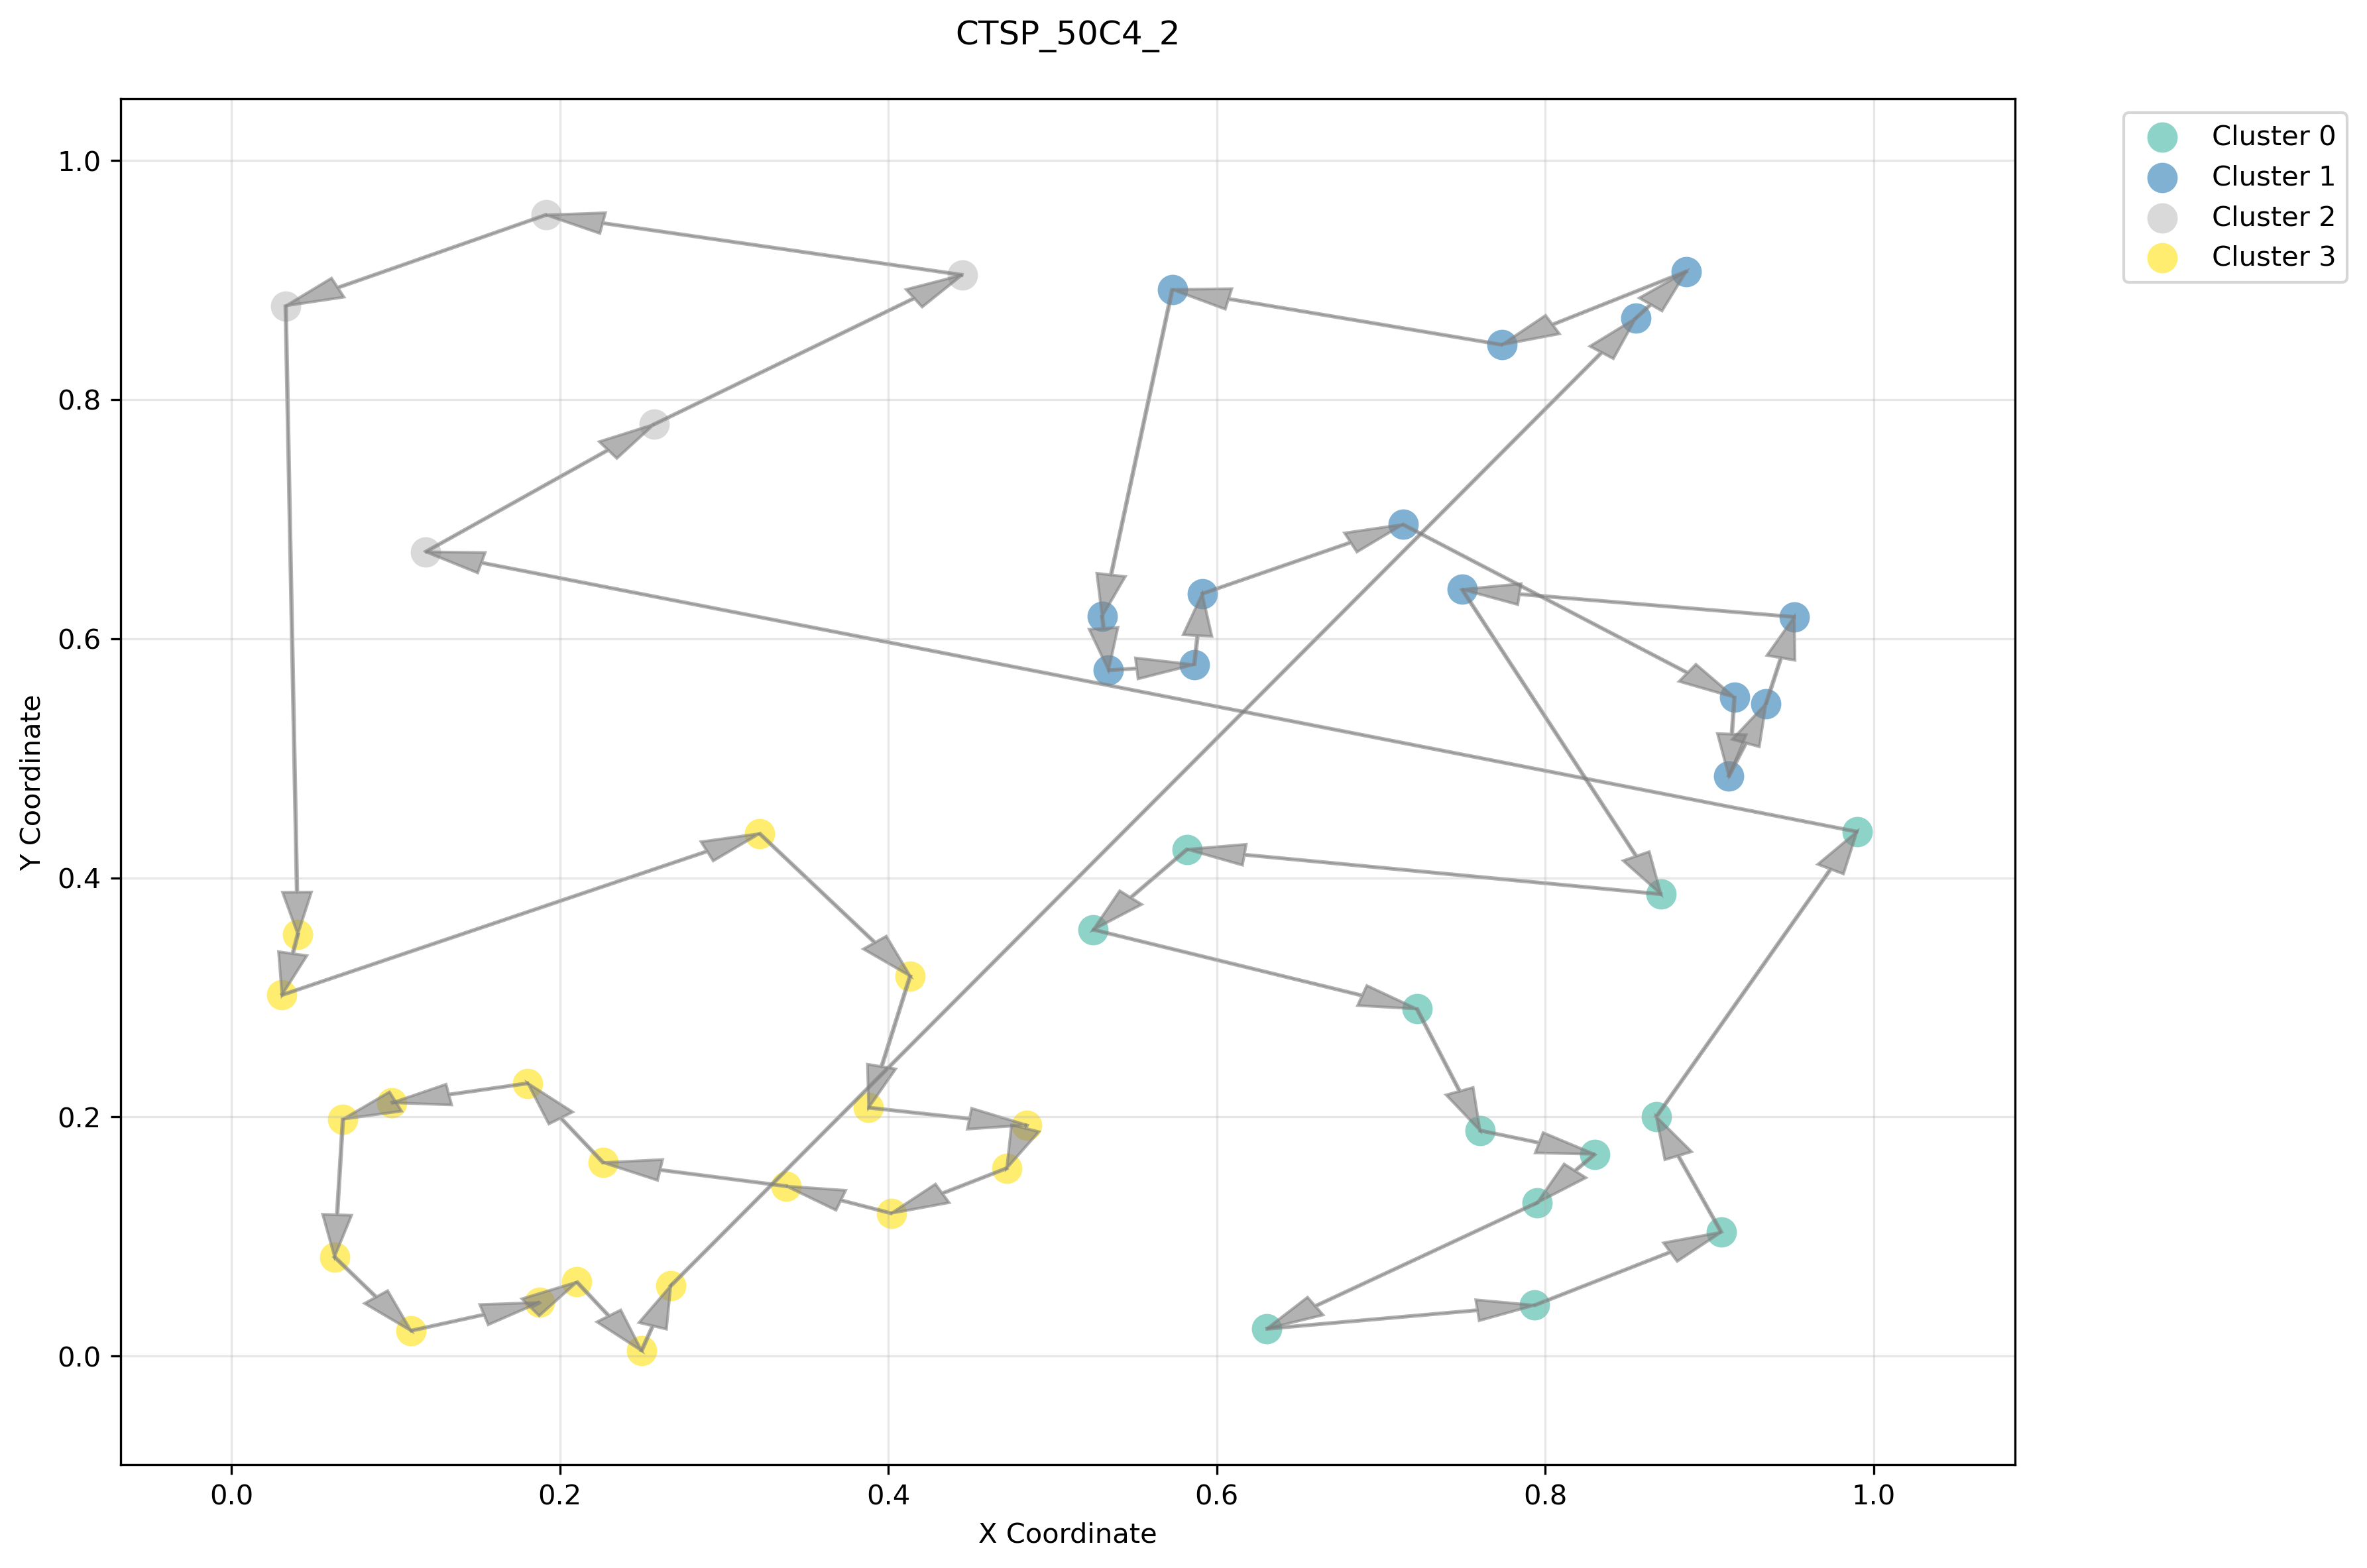 CTSP_50C4_2
Cluster 0
Cluster 1
Cluster 2
Cluster 3
1.0
0.8
0.6
0.4
0.2
0.0
Y Coordinate
0.0 0.2 0.4 0.6 0.8 1.0
X Coordinate